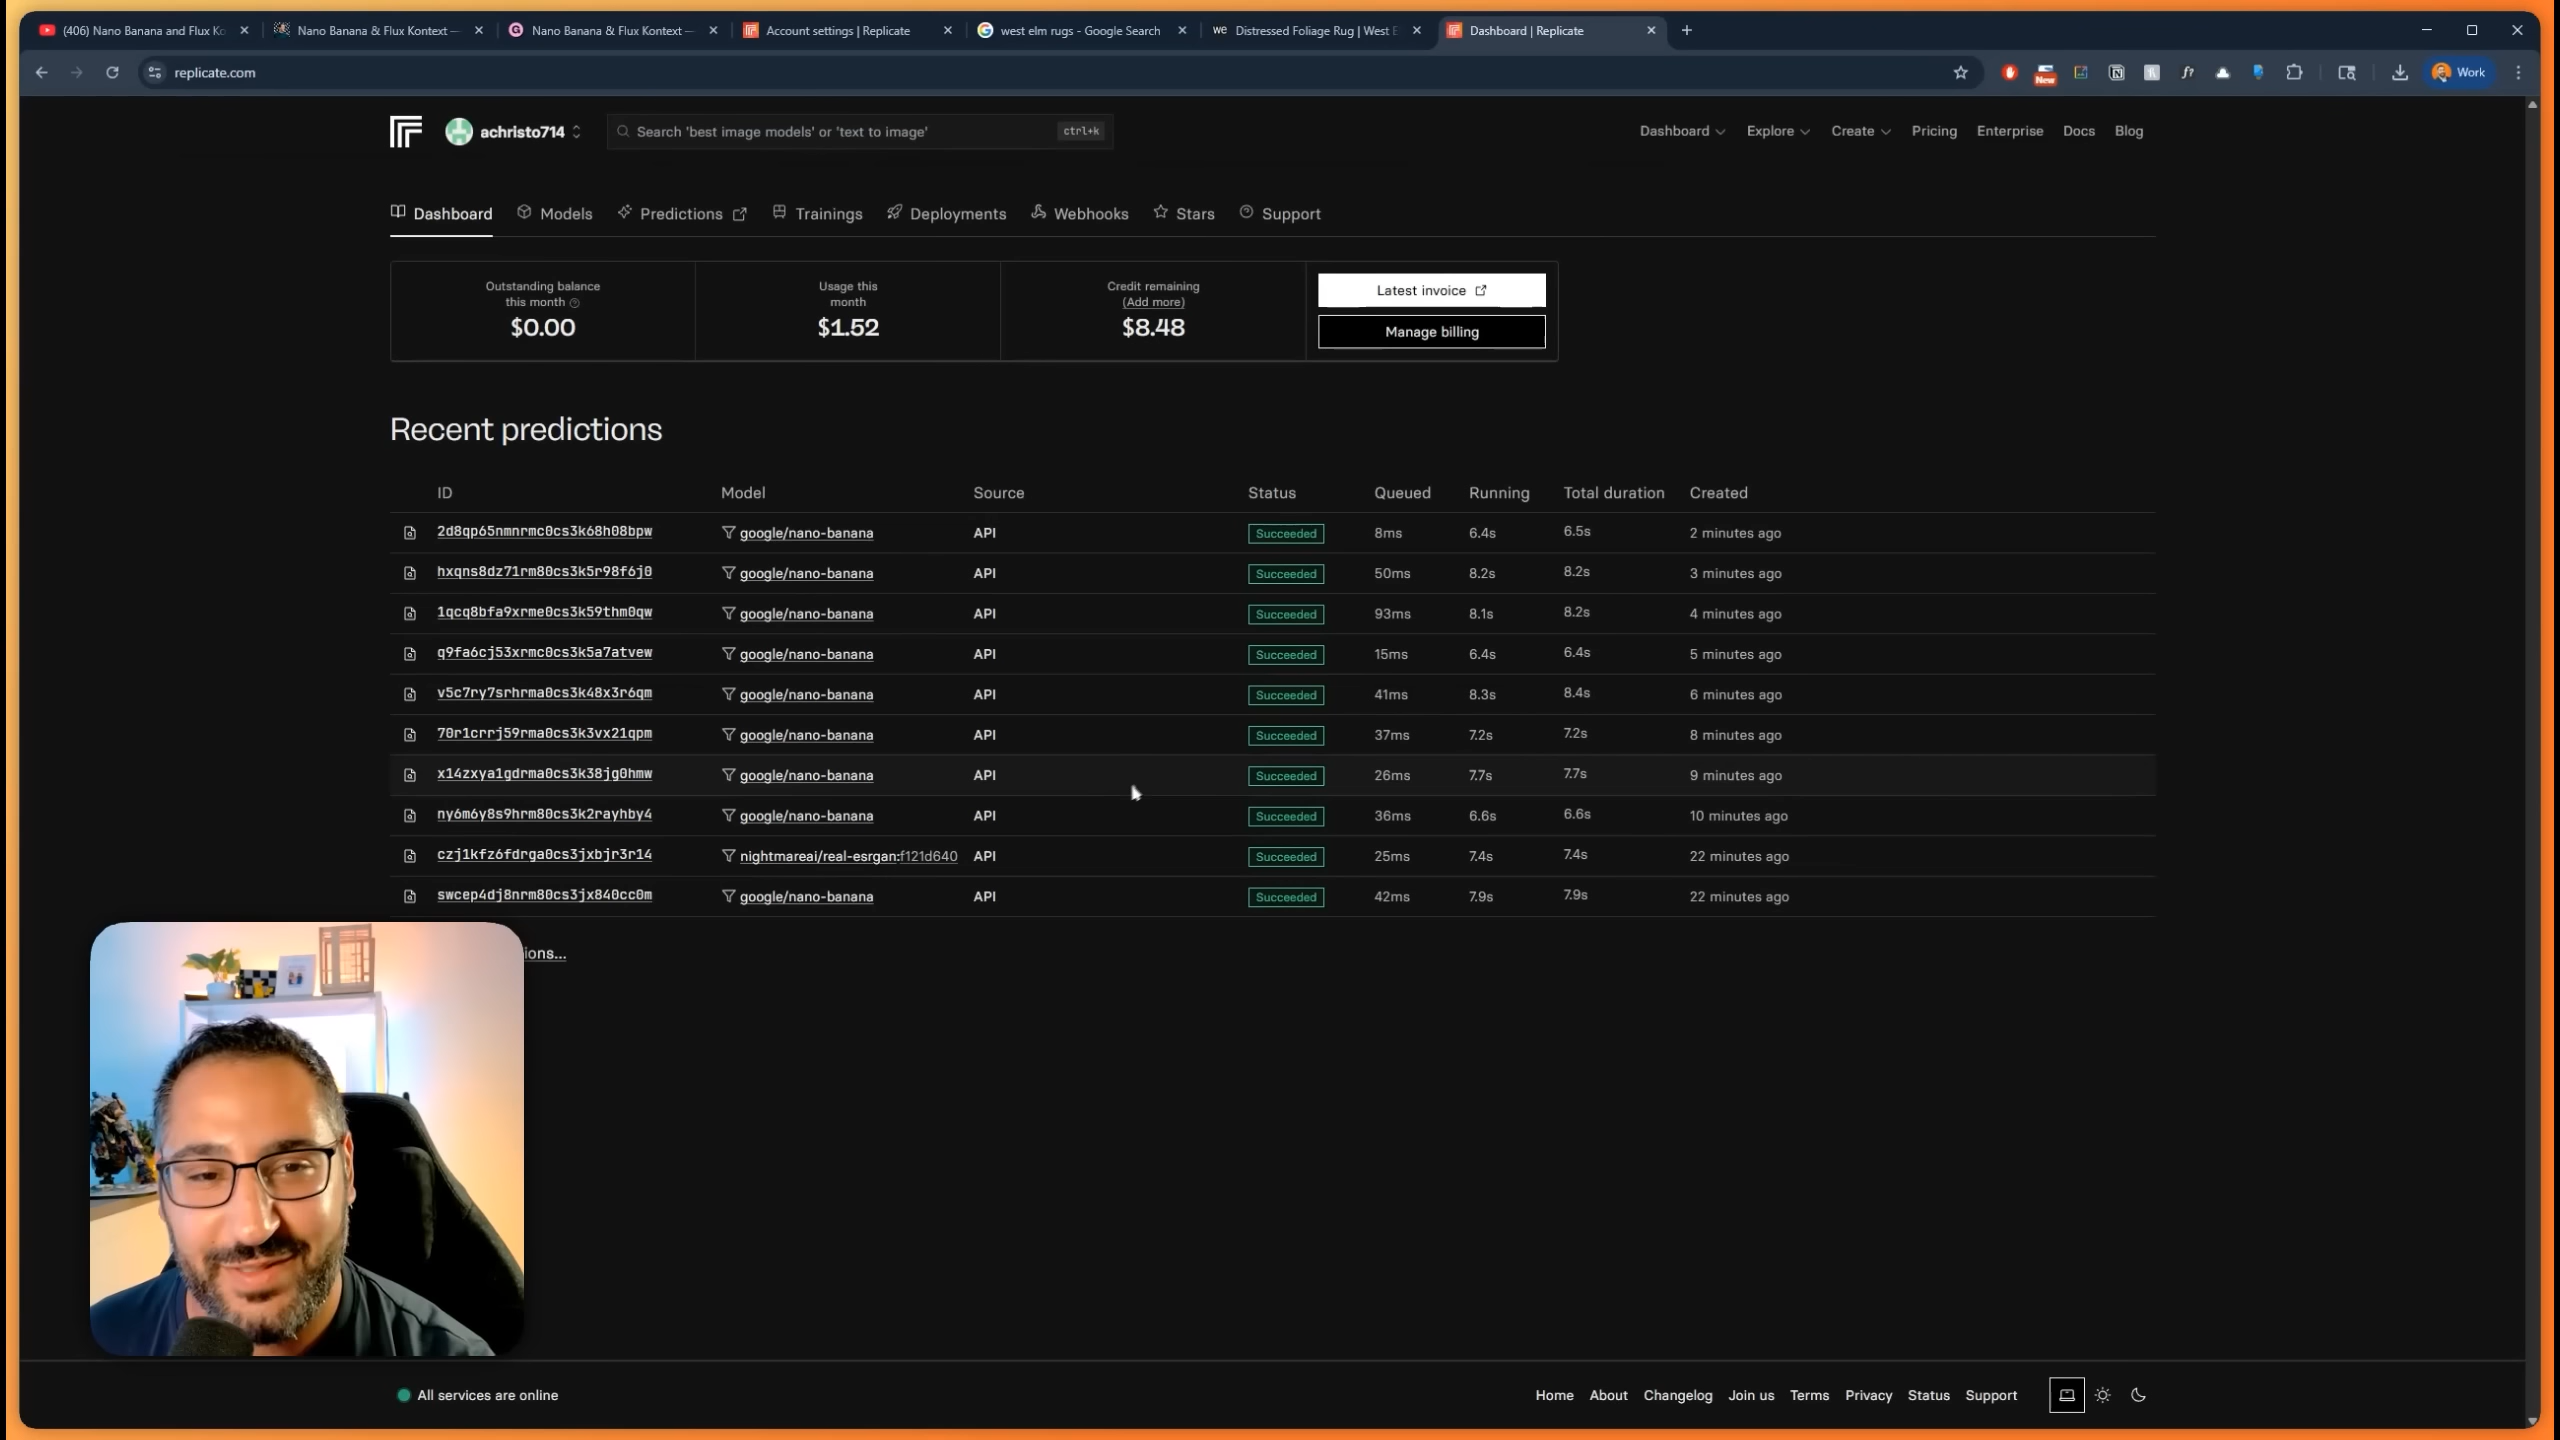 (406) Nano Banana and Flux Ko
Nano Banana & Flux Kontext —
Nano Banana & Flux Kontext —
Account settings | Replicate
west elm rugs - Google Search
we Distressed Foliage Rug | West E
Dashboard | Replicate
replicate.com
New
Work
achristo714
Search 'best image models' or 'text to image'
ctrl+k
Dashboard
Explore
Create
Pricing
Enterprise
Docs
Blog
Dashboard
Models
Predictions
Trainings
Deployments
Webhooks
Stars
Support
Outstanding balance
this month
$0.00
Usage this
month
$1.52
Credit remaining
(Add more)
$8.48
Latest invoice
Manage billing
Recent predictions
ID Model Source Status Queued Running Total duration Created
2d8qp65nmnrmc0cs3k68h08bpw google/nano-banana API Succeeded 8ms 6.4s 6.5s 2 minutes ago
hxqns8dz71rm80cs3k5r98f6j0 google/nano-banana API Succeeded 50ms 8.2s 8.2s 3 minutes ago
1qcq8bfa9xrme0cs3k59thm0qw google/nano-banana API Succeeded 93ms 8.1s 8.2s 4 minutes ago
q9fa6cj53xrmc0cs3k5a7atvew google/nano-banana API Succeeded 15ms 6.4s 6.4s 5 minutes ago
v5c7ry7srhrma0cs3k48x3r6qm google/nano-banana API Succeeded 41ms 8.3s 8.4s 6 minutes ago
70r1crrj59rma0cs3k3vx21qpm google/nano-banana API Succeeded 37ms 7.2s 7.2s 8 minutes ago
x14zxya1gdrma0cs3k38jg0hmw google/nano-banana API Succeeded 26ms 7.7s 7.7s 9 minutes ago
ny6m6y8s9hrm80cs3k2rayhby4 google/nano-banana API Succeeded 36ms 6.6s 6.6s 10 minutes ago
czj1kfz6fdrga0cs3jxbjr3r14 nightmareai/real-esrgan:f121d640 API Succeeded 25ms 7.4s 7.4s 22 minutes ago
swcep4dj8nrm80cs3jx840cc0m google/nano-banana API Succeeded 42ms 7.9s 7.9s 22 minutes ago
ions...
All services are online
Home
About
Changelog
Join us
Terms
Privacy
Status
Support